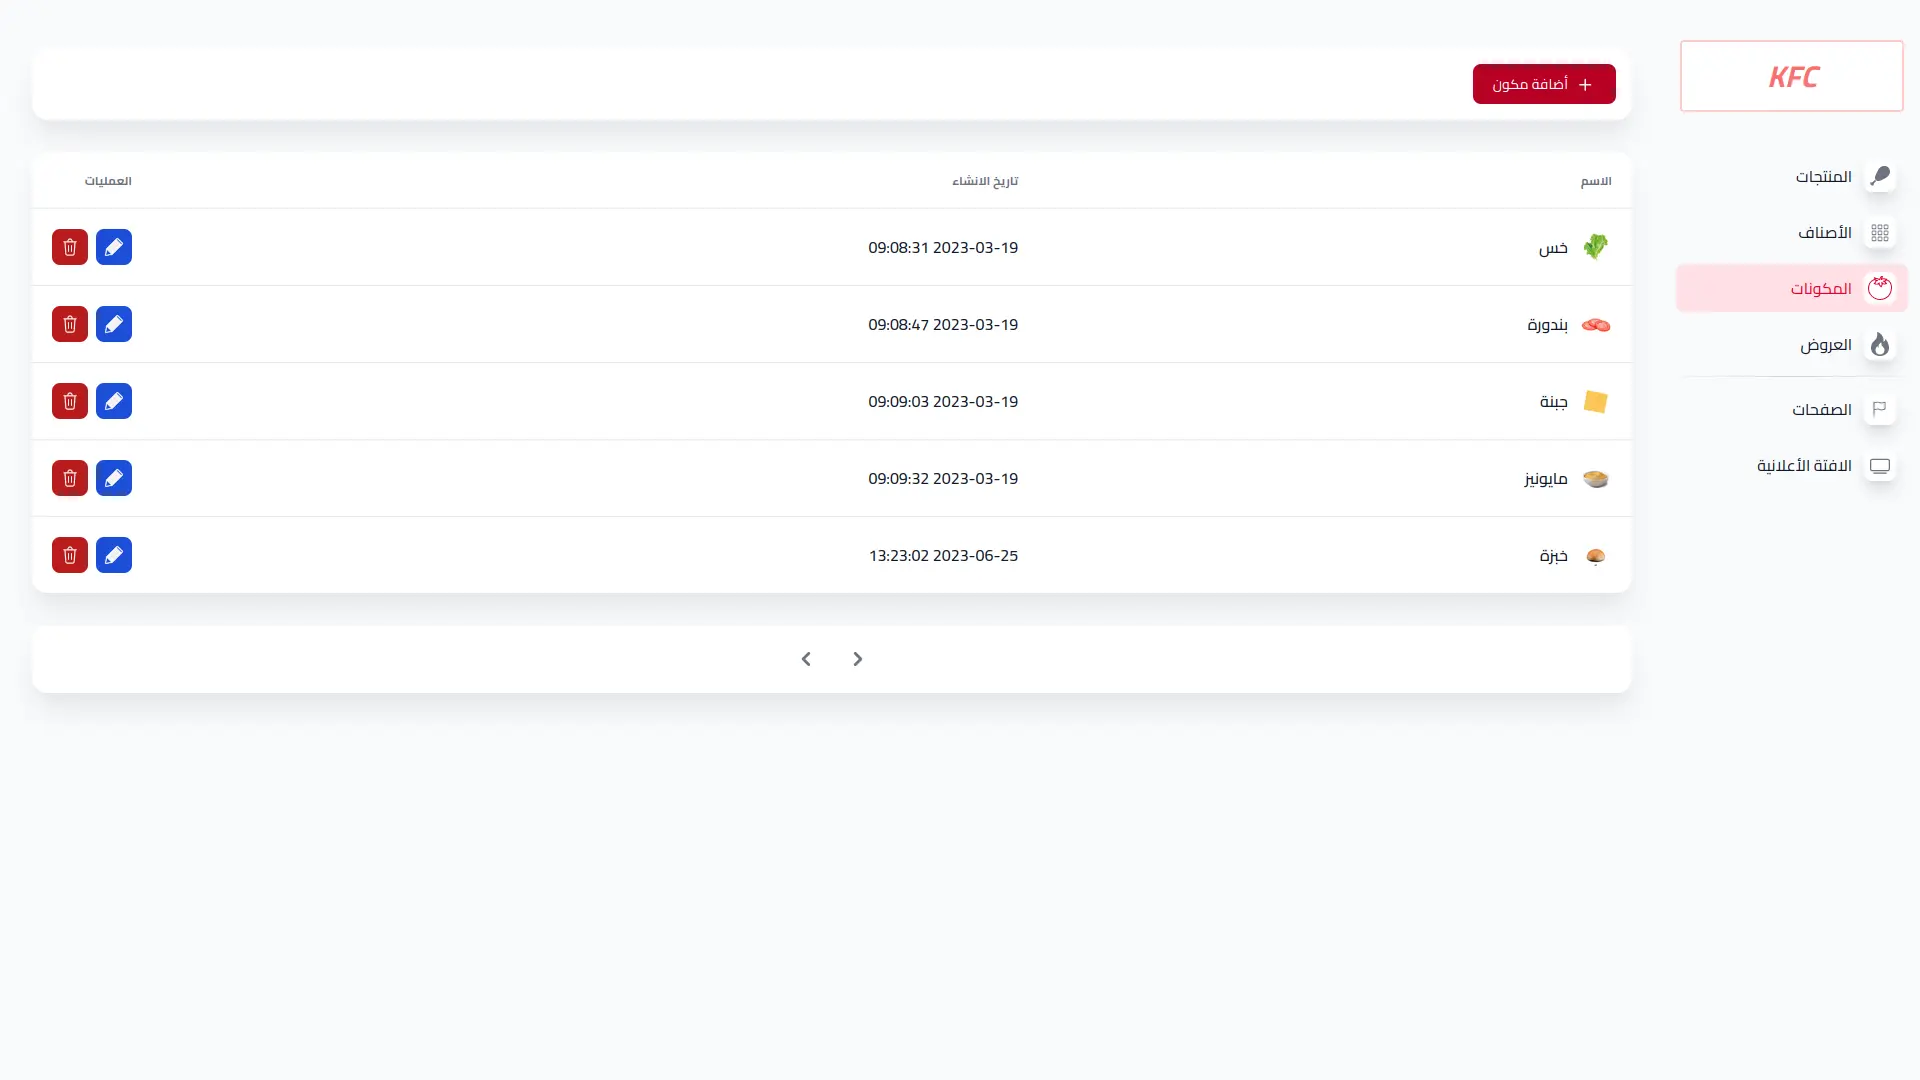 KFC
المنتجات
الأصناف
المكونات
العروض
الصفحات
الافتة الأعلانية
أضافة مكون
الاسم تاريخ الانشاء العمليات
خس 2023-03-19 09:08:31
بندورة 2023-03-19 09:08:47
جبنة 2023-03-19 09:09:03
مايونيز 2023-03-19 09:09:32
خبزة 2023-06-25 13:23:02